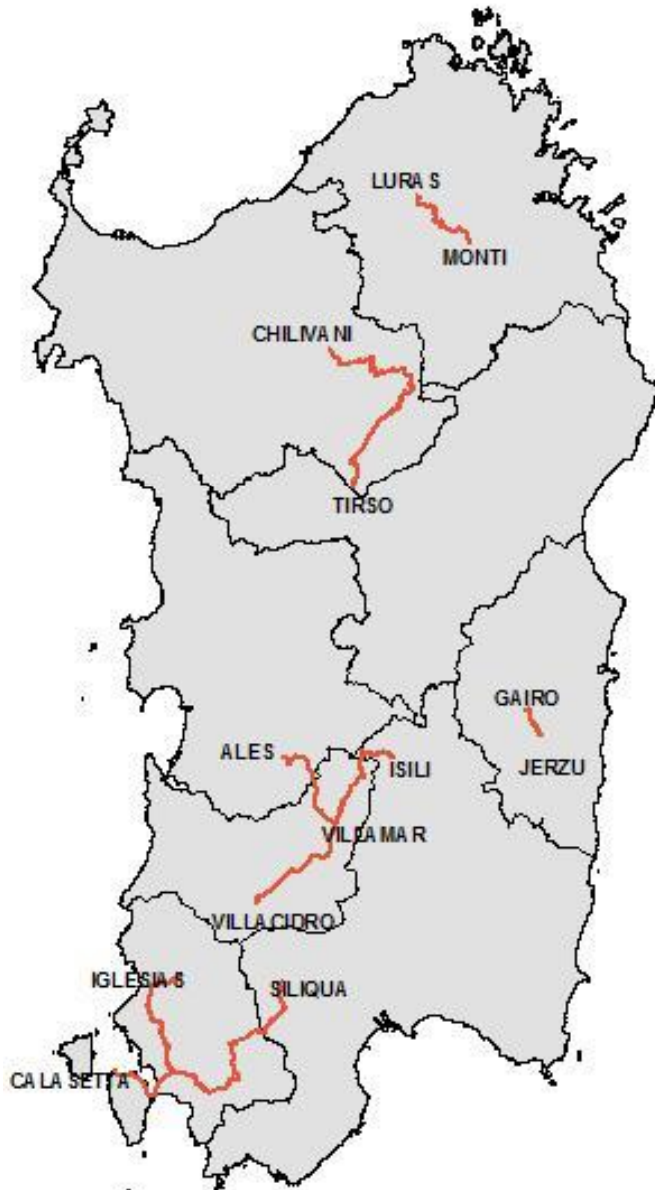 LURAS
MONTI
CHILIVANI
TIRSO
GAIRO
ALES
ISILI
JERZU
VILLAMAR
VILLACIDRO
IGLESIAS
SILIQUA
CALASETTA